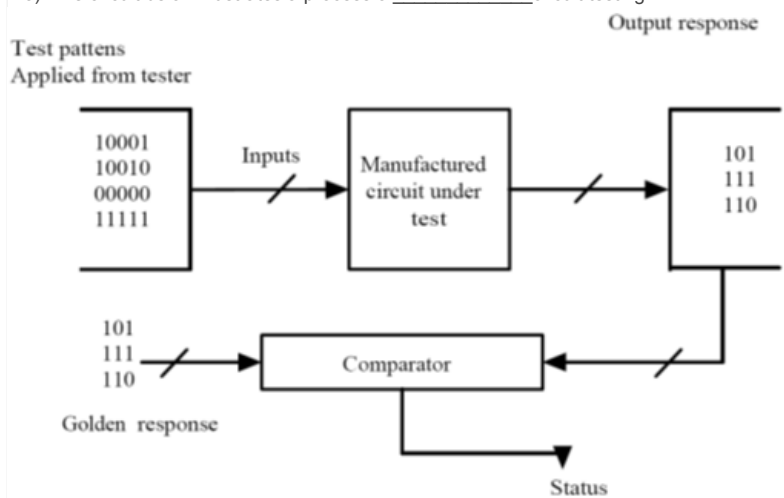 Output response
Test pattens
Applied from tester
10001
10010
00000
11111
Inputs
Manufactured
circuit under
test
101
111
110
101
111
110
Comparator
Golden response
Status